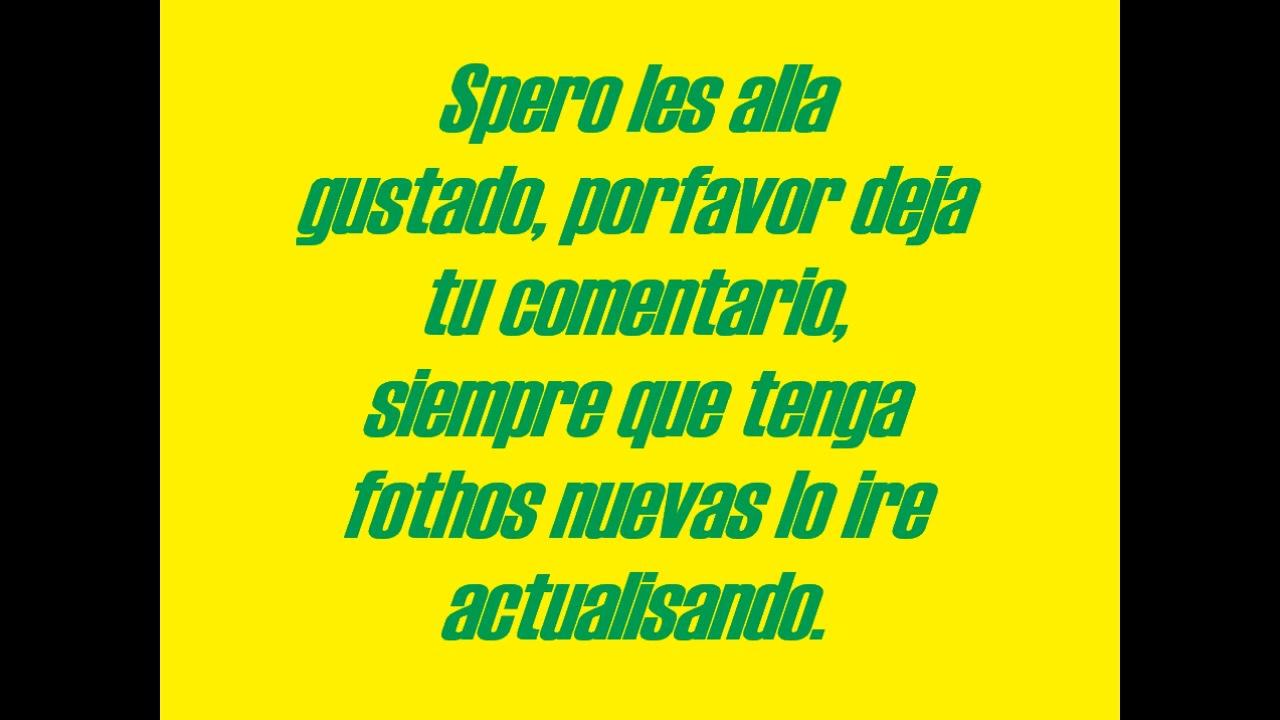 Spero les alla
gustado, porfavor deja
tu comentario,
siempre que tenga
fothos nuevas lo ire
actualisando.